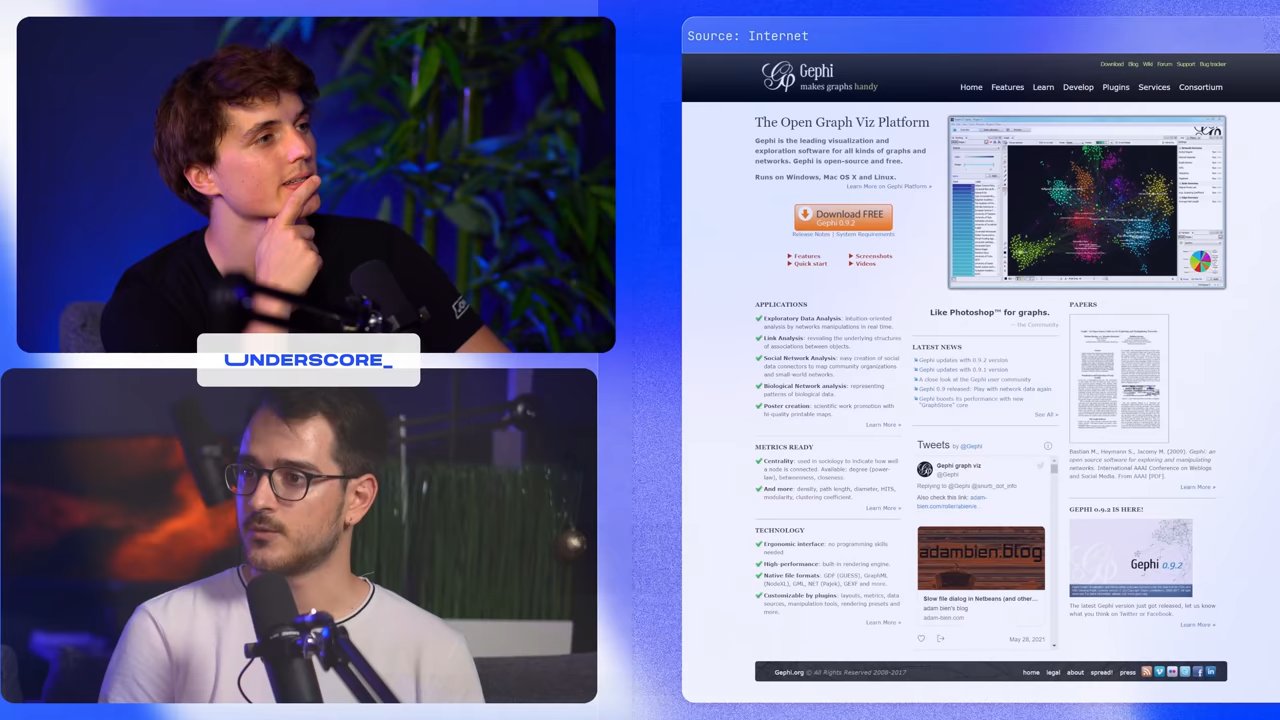 Source: Internet
Gephi
makes graphs handy
Download Blog Wiki Forum Support Bug tracker
Home Features Learn Develop Plugins Services Consortium
The Open Graph Viz Platform
Gephi is the leading visualization and
exploration software for all kinds of graphs and
networks. Gephi is open-source and free.
Runs on Windows, Mac OS X and Linux.
Learn More on Gephi Platform »
Download FREE
Gephi 0.9.2
Release Notes | System Requirements
Features
Screenshots
Quick start
Videos
APPLICATIONS
Exploratory Data Analysis: intuition-oriented
analysis by networks manipulations in real time.
Link Analysis: revealing the underlying structures
of associations between objects.
Social Network Analysis: easy creation of social
data connectors to map community organizations
and small-world networks.
Biological Network analysis: representing
patterns of biological data.
Poster creation: scientific work promotion with
hi-quality printable maps.
Learn More »
METRICS READY
Centrality: used in sociology to indicate how well
a node is connected. Available: degree (power-
law), betweenness, closeness.
And more: density, path length, diameter, HITS,
modularity, clustering coefficient.
Learn More »
TECHNOLOGY
Ergonomic interface: no programming skills
needed
High-performance: built-in rendering engine.
Native file formats: GDF (GUESS), GraphML
(NodeXL), GML, NET (Pajek), GEXF and more.
Customizable by plugins: layouts, metrics, data
sources, manipulation tools, rendering presets and
more.
Learn More »
Like Photoshop™ for graphs.
— the Community
LATEST NEWS
Gephi updates with 0.9.2 version
Gephi updates with 0.9.1 version
A close look at the Gephi user community
Gephi 0.9 released: Play with network data again
Gephi boosts its performance with new
"GraphStore" core
See All »
Tweets by @Gephi
Gephi graph viz
@Gephi
Replying to @Gephi @snurb_dot_info
Also check this link: adam-
bien.com/roller/abien/e…
adambien.blog
Slow file dialog in Netbeans (and other…
adam bien's blog
adam-bien.com
May 28, 2021
PAPERS
Bastian M., Heymann S., Jacomy M. (2009). Gephi: an
open source software for exploring and manipulating
networks. International AAAI Conference on Weblogs
and Social Media. From AAAI [PDF].
Learn More »
GEPHI 0.9.2 IS HERE!
Gephi 0.9.2
The latest Gephi version just got released, let us know
what you think on Twitter or Facebook.
Learn More »
Gephi.org © All Rights Reserved 2008-2017
home legal about spread! press
UNDERSCORE_